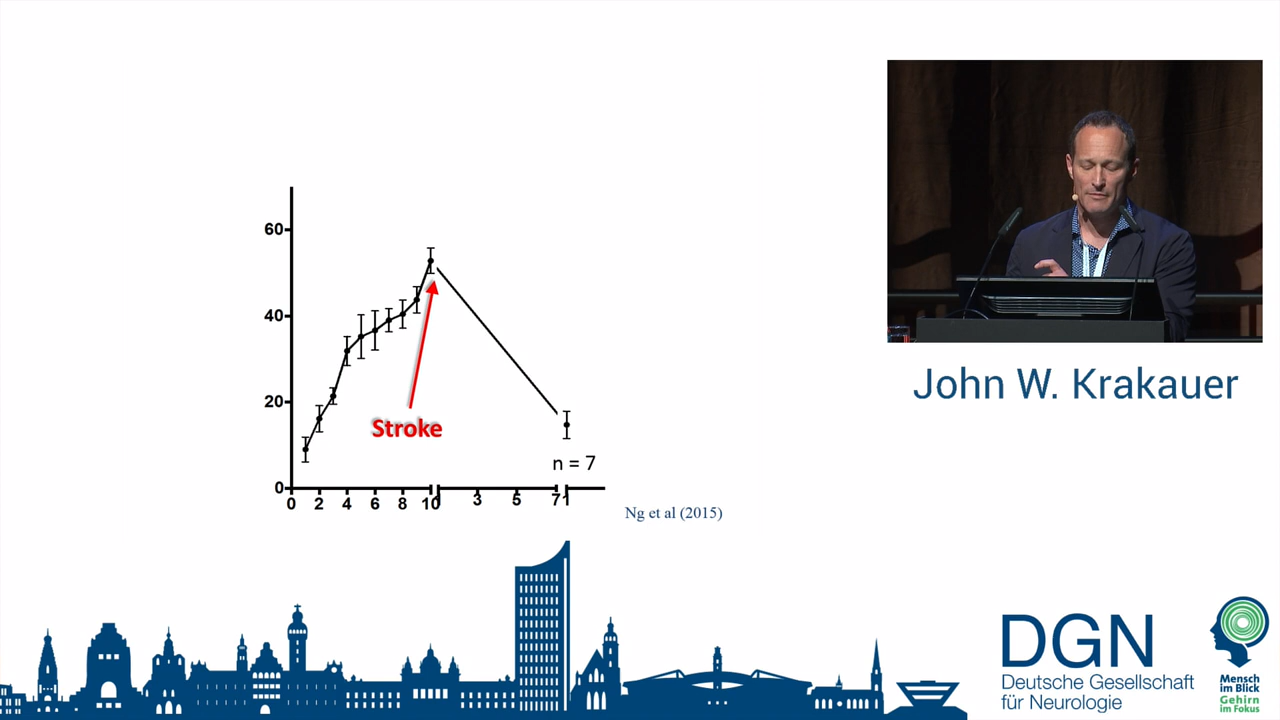 60
40
20
0
Stroke
n = 7
0 2 4 6 8 10 3 5 7 1
Ng et al (2015)
John W. Krakauer
DGN
Deutsche Gesellschaft
für Neurologie
Mensch
im Blick
Gehirn
im Fokus